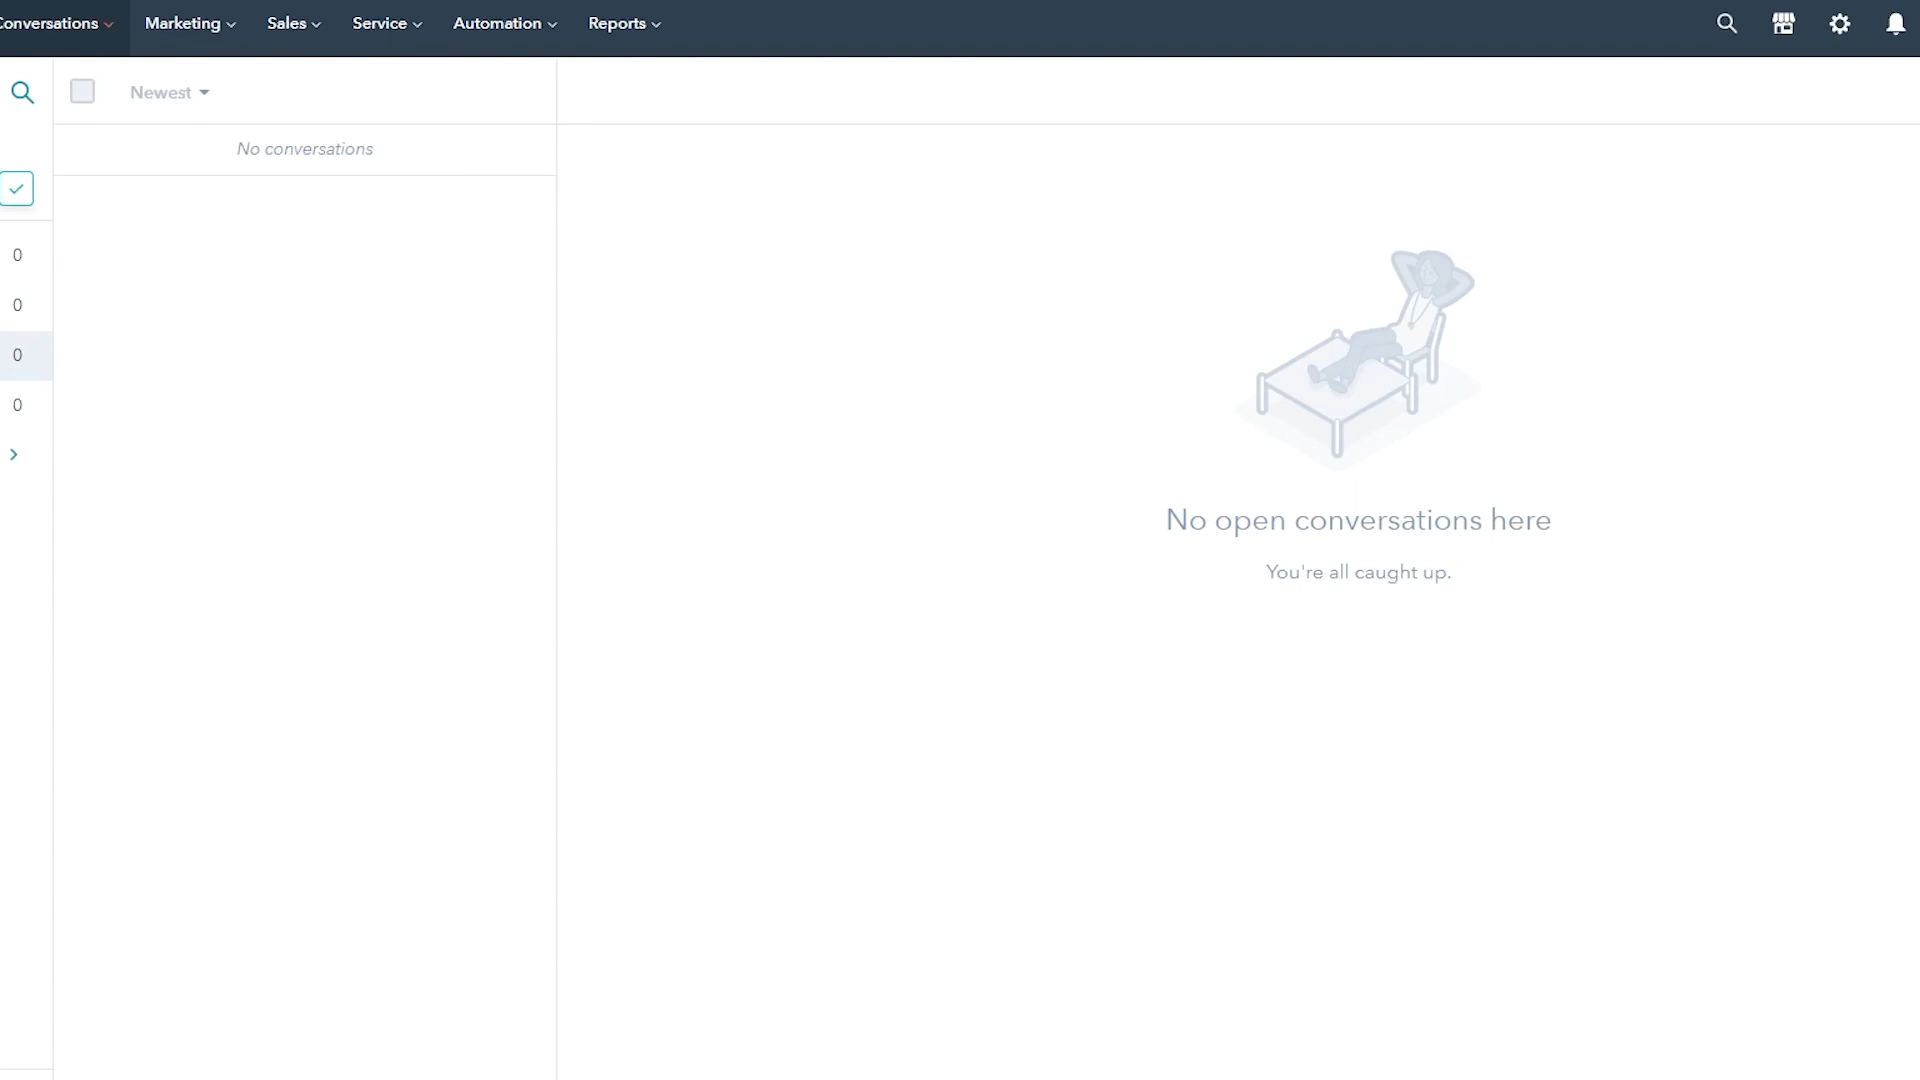 Conversations Marketing Sales Service Automation Reports
Newest
No conversations
0
0
0
0
No open conversations here
You're all caught up.